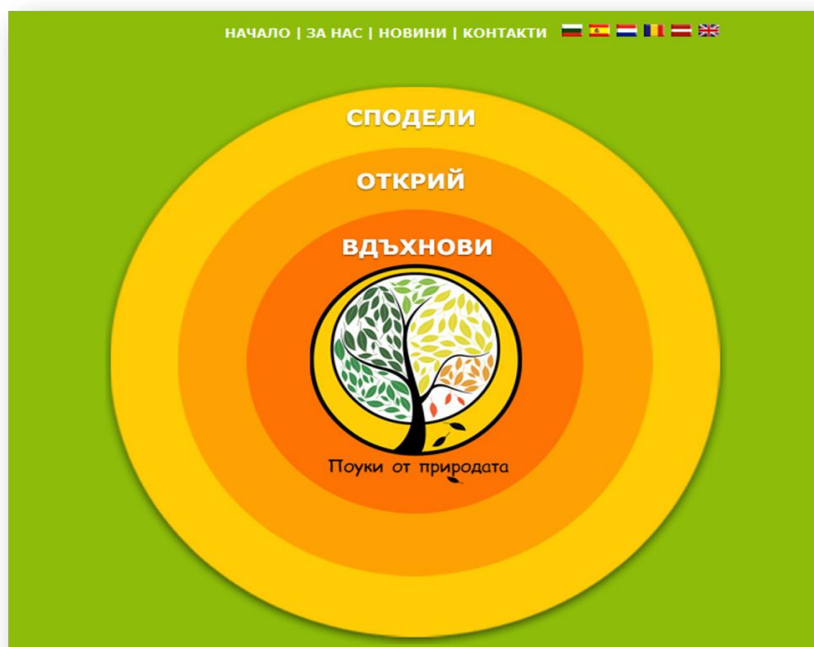 НАЧАЛО | ЗА НАС | НОВИНИ | КОНТАКТИ
СПОДЕЛИ
ОТКРИЙ
ВДЪХНОВИ
Поуки от природата